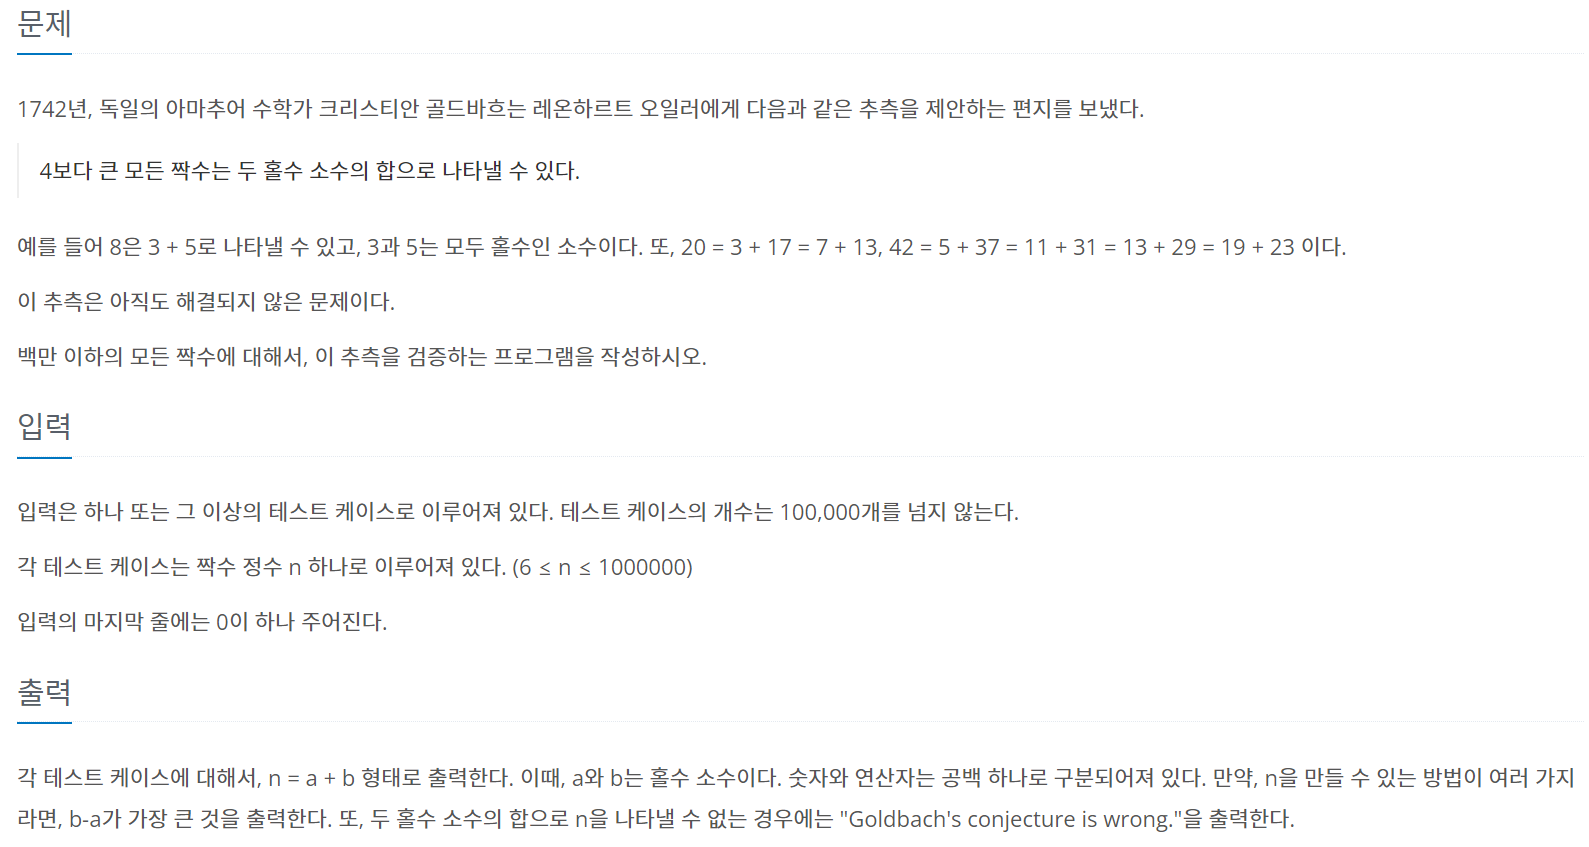 문제
1742년, 독일의 아마추어 수학가 크리스티안 골드바흐는 레온하르트 오일러에게 다음과 같은 추측을 제안하는 편지를 보냈다.
4보다 큰 모든 짝수는 두 홀수 소수의 합으로 나타낼 수 있다.
예를 들어 8은 3 + 5로 나타낼 수 있고, 3과 5는 모두 홀수인 소수이다. 또, 20 = 3 + 17 = 7 + 13, 42 = 5 + 37 = 11 + 31 = 13 + 29 = 19 + 23 이다.
이 추측은 아직도 해결되지 않은 문제이다.
백만 이하의 모든 짝수에 대해서, 이 추측을 검증하는 프로그램을 작성하시오.
입력
입력은 하나 또는 그 이상의 테스트 케이스로 이루어져 있다. 테스트 케이스의 개수는 100,000개를 넘지 않는다.
각 테스트 케이스는 짝수 정수 n 하나로 이루어져 있다. (6 ≤ n ≤ 1000000)
입력의 마지막 줄에는 0이 하나 주어진다.
출력
각 테스트 케이스에 대해서, n = a + b 형태로 출력한다. 이때, a와 b는 홀수 소수이다. 숫자와 연산자는 공백 하나로 구분되어져 있다. 만약, n을 만들 수 있는 방법이 여러 가지
라면, b-a가 가장 큰 것을 출력한다. 또, 두 홀수 소수의 합으로 n을 나타낼 수 없는 경우에는 "Goldbach's conjecture is wrong."을 출력한다.